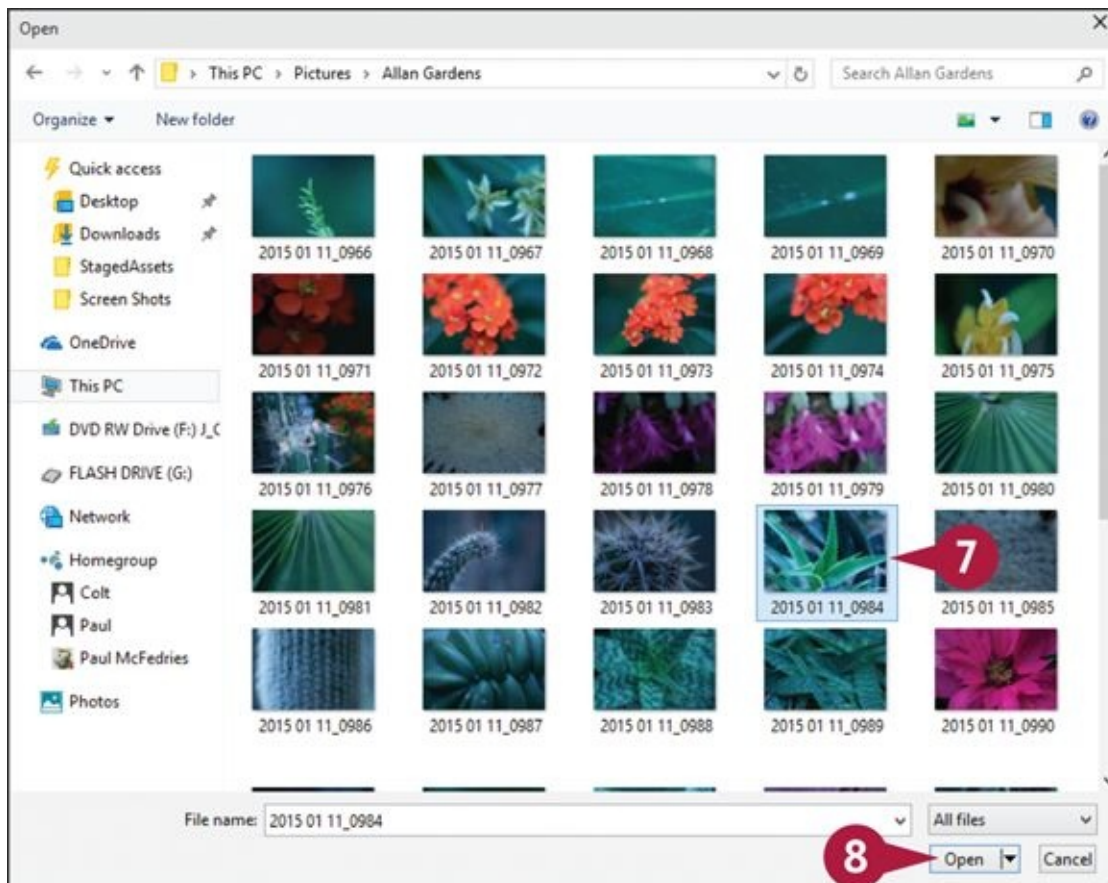 Open
This PC > Pictures > Allan Gardens
Search Allan Gardens
Organize
New folder
Quick access
Desktop
Downloads
StagedAssets
Screen Shots
OneDrive
This PC
DVD RW Drive (F:) J_C
FLASH DRIVE (G:)
Network
Homegroup
Colt
Paul
Paul McFedries
Photos
2015 01 11_0966 2015 01 11_0967 2015 01 11_0968 2015 01 11_0969 2015 01 11_0970
2015 01 11_0971 2015 01 11_0972 2015 01 11_0973 2015 01 11_0974 2015 01 11_0975
2015 01 11_0976 2015 01 11_0977 2015 01 11_0978 2015 01 11_0979 2015 01 11_0980
2015 01 11_0981 2015 01 11_0982 2015 01 11_0983 2015 01 11_0984 2015 01 11_0985
7
2015 01 11_0986 2015 01 11_0987 2015 01 11_0988 2015 01 11_0989 2015 01 11_0990
File name: 2015 01 11_0984
All files
8
Open
Cancel